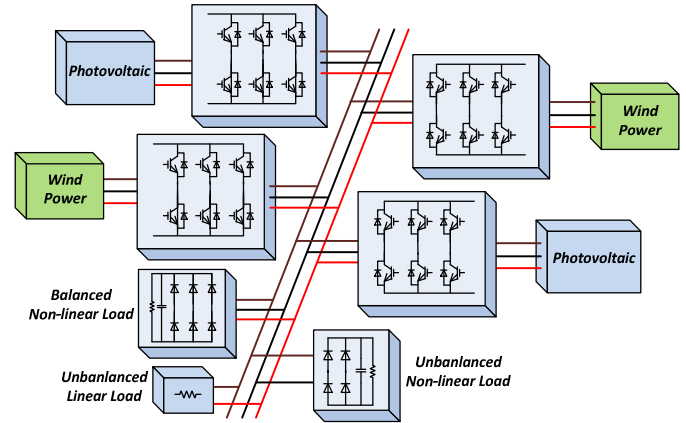 Photovoltaic
Wind
Power
Wind
Power
Photovoltaic
Balanced
Non-linear Load
Unbanlanced
Linear Load
Unbanlanced
Non-linear Load